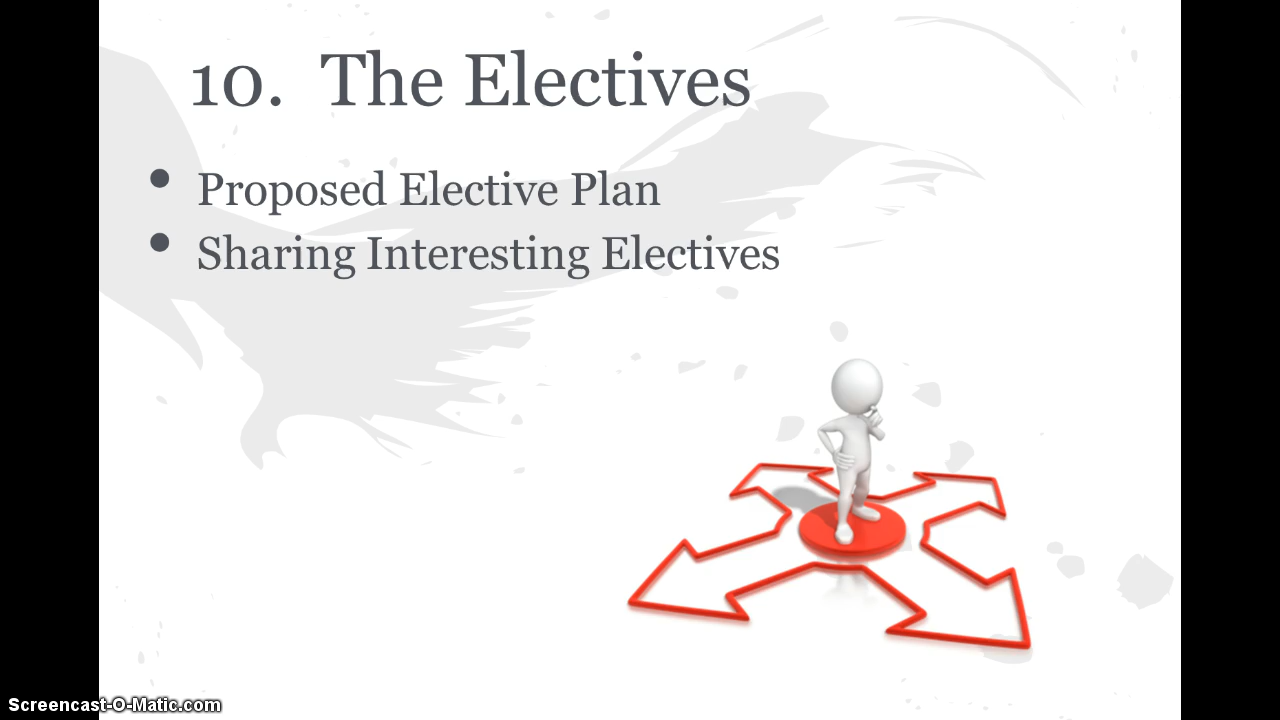 10. The Electives
• Proposed Elective Plan
• Sharing Interesting Electives
Screencast-O-Matic.com